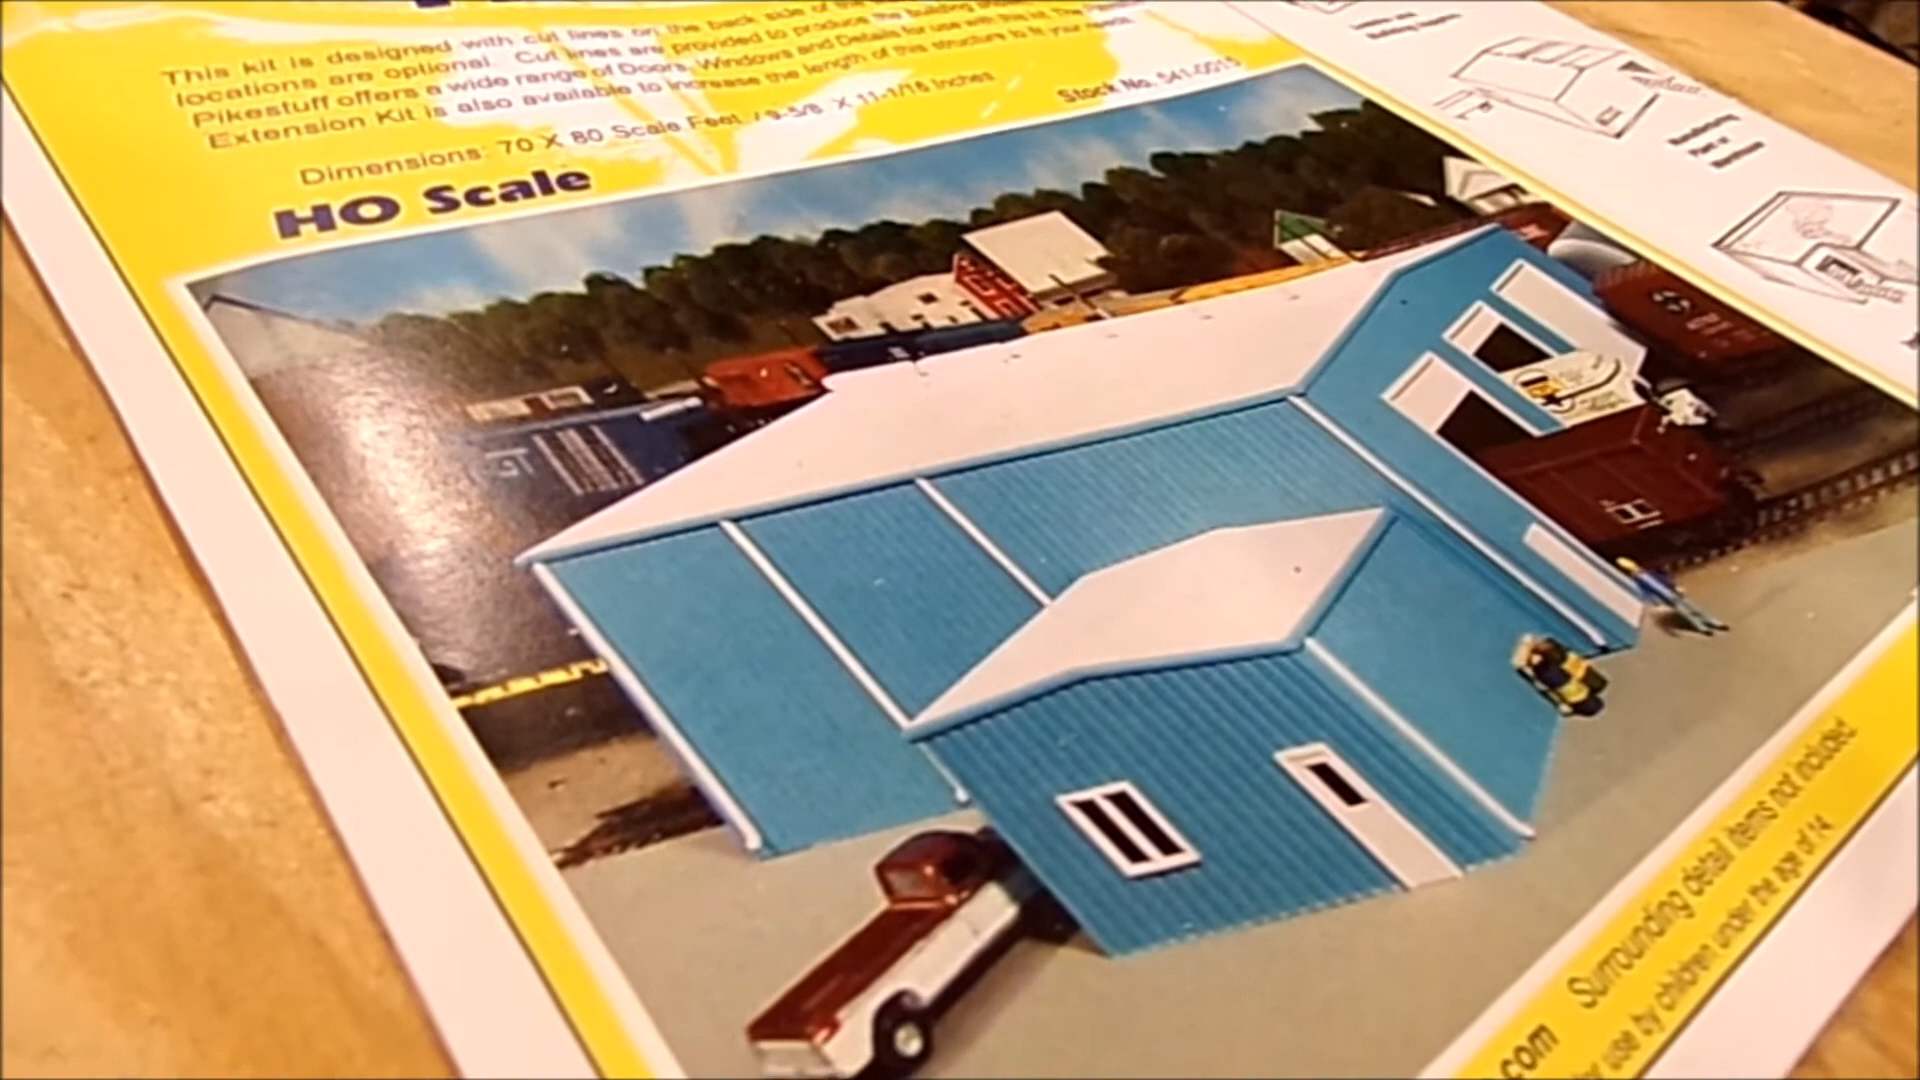 This kit is designed with cut lines on the back side of the
locations are optional. Cut lines are provided to produce the building
Pikestuff offers a wide range of Doors, Windows and Details for use with this kit. The
Extension Kit is also available to increase the length of this structure to fit your needs.
Dimensions: 70 X 80 Scale Feet / 9-5/8 X 11-1/16 Inches
Stock No. 541-0015
HO Scale
GT
Surrounding detail items not included
.com
use by children under the age of 14